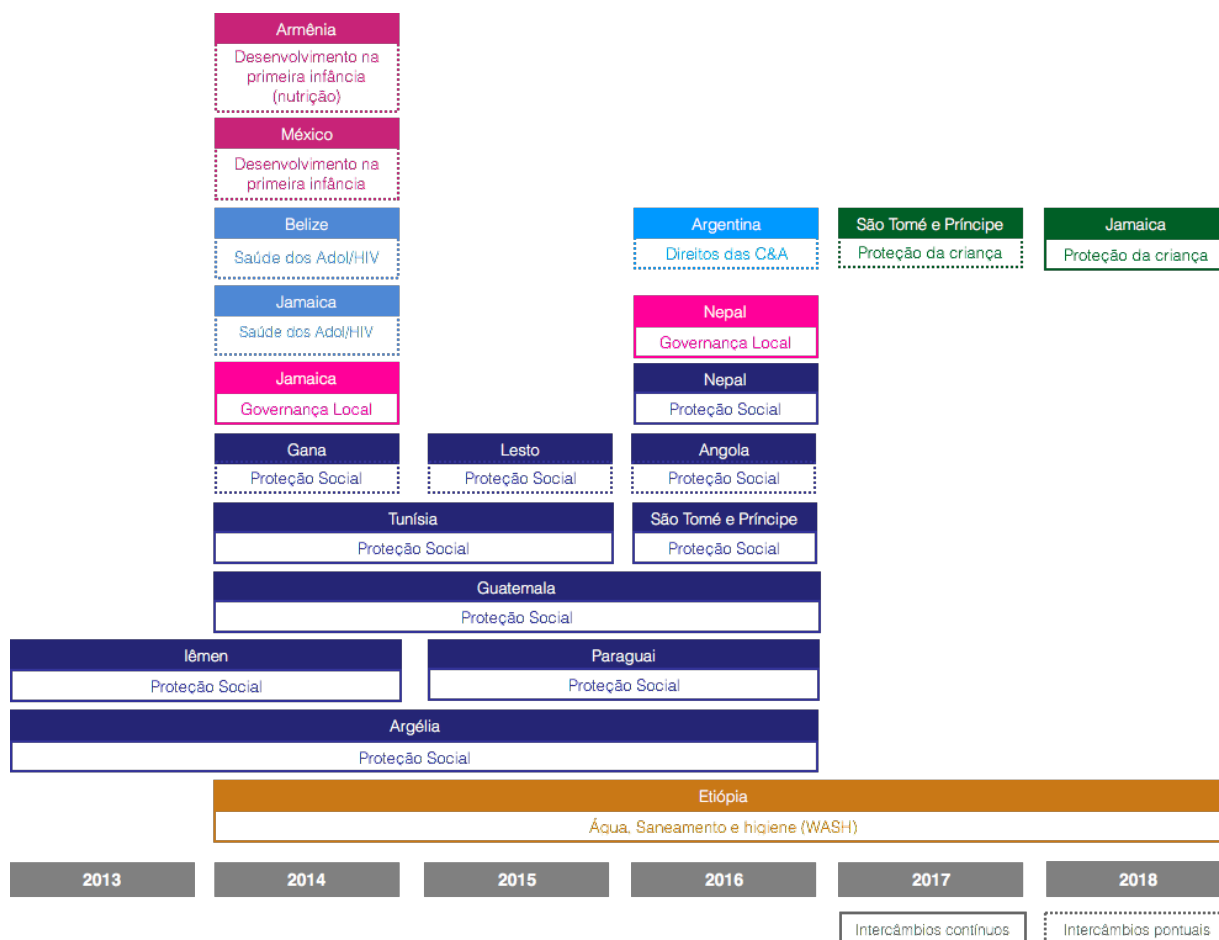 Armênia
Desenvolvimento na
primeira infância
(nutrição)
México
Desenvolvimento na
primeira infância
Belize
Saúde dos Adol/HIV
Argentina
Direitos das C&A
São Tomé e Príncipe
Proteção da criança
Jamaica
Proteção da criança
Jamaica
Saúde dos Adol/HIV
Nepal
Governança Local
Jamaica
Governança Local
Nepal
Proteção Social
Gana
Proteção Social
Lesto
Proteção Social
Angola
Proteção Social
Tunísia
Proteção Social
São Tomé e Príncipe
Proteção Social
Guatemala
Proteção Social
Iêmen
Proteção Social
Paraguai
Proteção Social
Argélia
Proteção Social
Etiópia
Água, Saneamento e higiene (WASH)
2013
2014
2015
2016
2017
2018
Intercâmbios contínuos
Intercâmbios pontuais